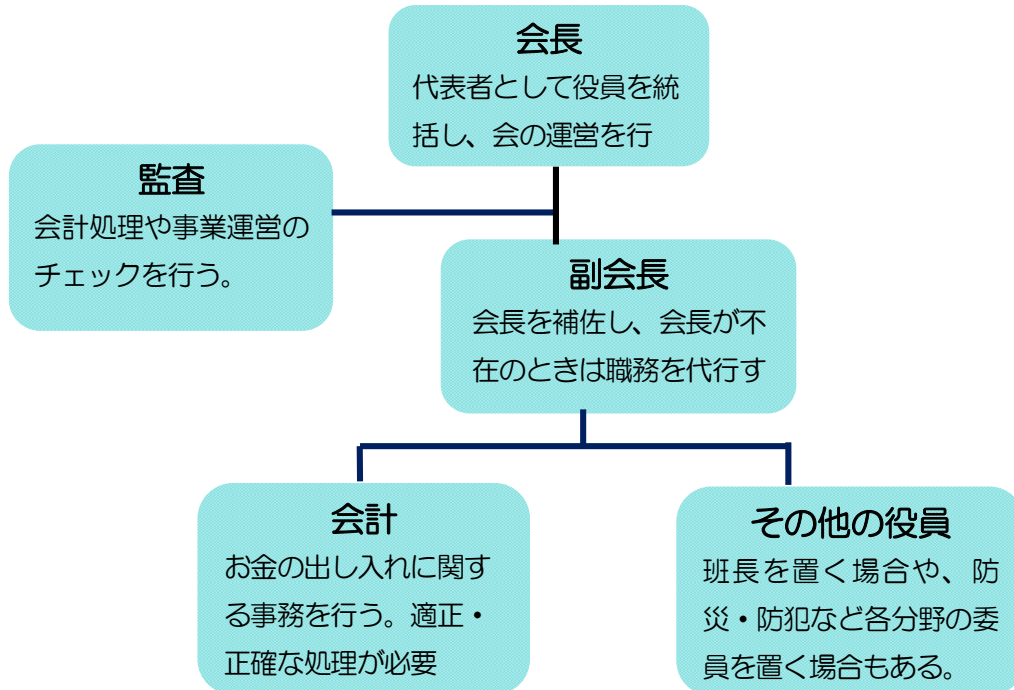 会長
代表者として役員を統
括し、会の運営を行
監査
会計処理や事業運営の
チェックを行う。
副会長
会長を補佐し、会長が不
在のときは職務を代行す
会計
お金の出し入れに関す
る事務を行う。適正・
正確な処理が必要
その他の役員
班長を置く場合や、防
災・防犯など各分野の委
員を置く場合もある。